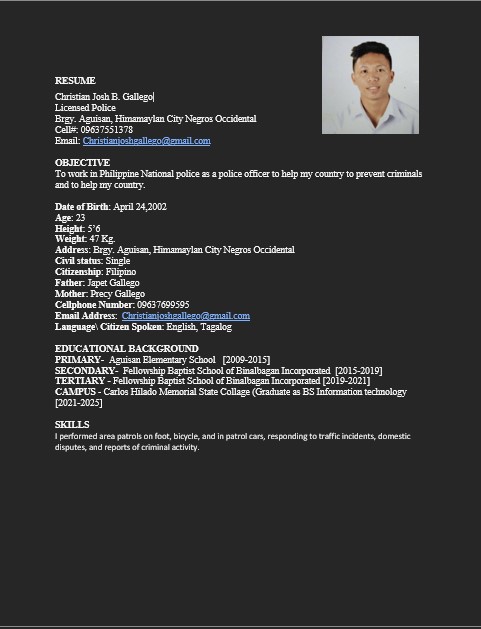 RESUME
Christian Josh B. Gallego
Licensed Police
Brgy. Aguisan, Himamaylan City Negros Occidental
Cell#: 09637551378
Email: Christianjoshgallego@gmail.com
OBJECTIVE
To work in Philippine National police as a police officer to help my country to prevent criminals
and to help my country.
Date of Birth: April 24,2002
Age: 23
Height: 5'6
Weight: 47 Kg.
Address: Brgy. Aguisan, Himamaylan City Negros Occidental
Civil status: Single
Citizenship: Filipino
Father: Japet Gallego
Mother: Precy Gallego
Cellphone Number: 09637699595
Email Address: Christianjoshgallego@gmail.com
Language\ Citizen Spoken: English, Tagalog
EDUCATIONAL BACKGROUND
PRIMARY- Aguisan Elementary School [2009-2015]
SECONDARY- Fellowship Baptist School of Binalbagan Incorporated [2015-2019]
TERTIARY - Fellowship Baptist School of Binalbagan Incorporated [2019-2021]
CAMPUS - Carlos Hilado Memorial State Collage (Graduate as BS Information technology
[2021-2025]
SKILLS
I performed area patrols on foot, bicycle, and in patrol cars, responding to traffic incidents, domestic
disputes, and reports of criminal activity.